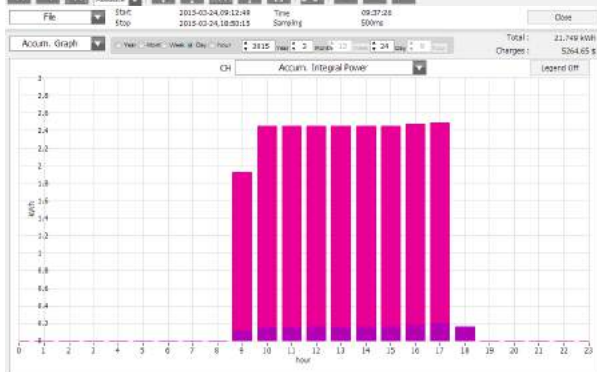 File Start 2015-03-24,09:12:49 Time 09:37:26 Close
Stop 2015-03-24,18:50:15 Sampling 500ms
Accum. Graph Year Month Week Day hour 2015 Year 3 Month 12 24 Day Hour Total : 21.749 kWh
Charges : 5264.65 $
CH Accum. Integral Power Legend Off
3
2.8
2.6
2.4
2.2
2
1.8
1.6
1.4
1.2
1
0.8
0.6
0.4
0.2
0
kWh
0 1 2 3 4 5 6 7 8 9 10 11 12 13 14 15 16 17 18 19 20 21 22 23
hour